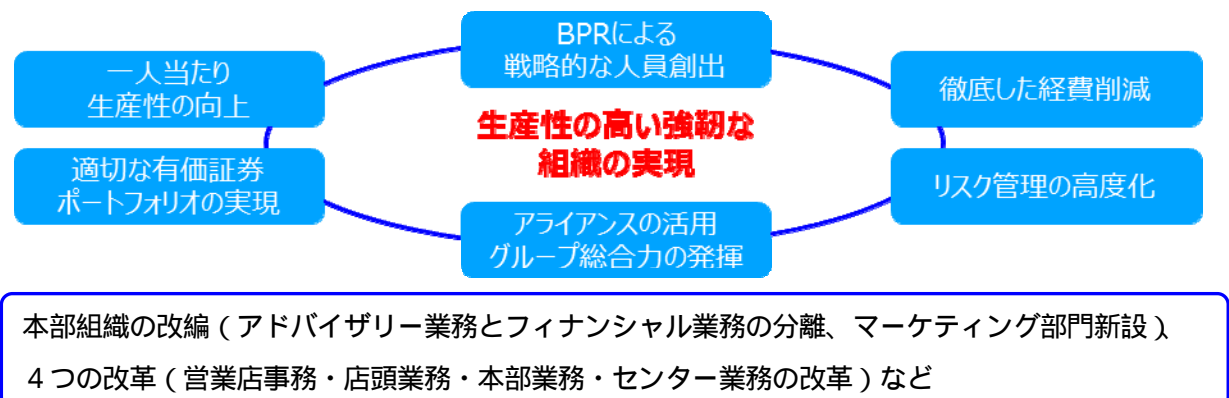 BPRによる
戦略的な人員創出
一人当たり
生産性の向上
徹底した経費削減
生産性の高い強靭な
組織の実現
適切な有価証券
ポートフォリオの実現
リスク管理の高度化
アライアンスの活用
グループ総合力の発揮
本部組織の改編（アドバイザリー業務とフィナンシャル業務の分離、マーケティング部門新設）、
４つの改革（営業店事務・店頭業務・本部業務・センター業務の改革）など